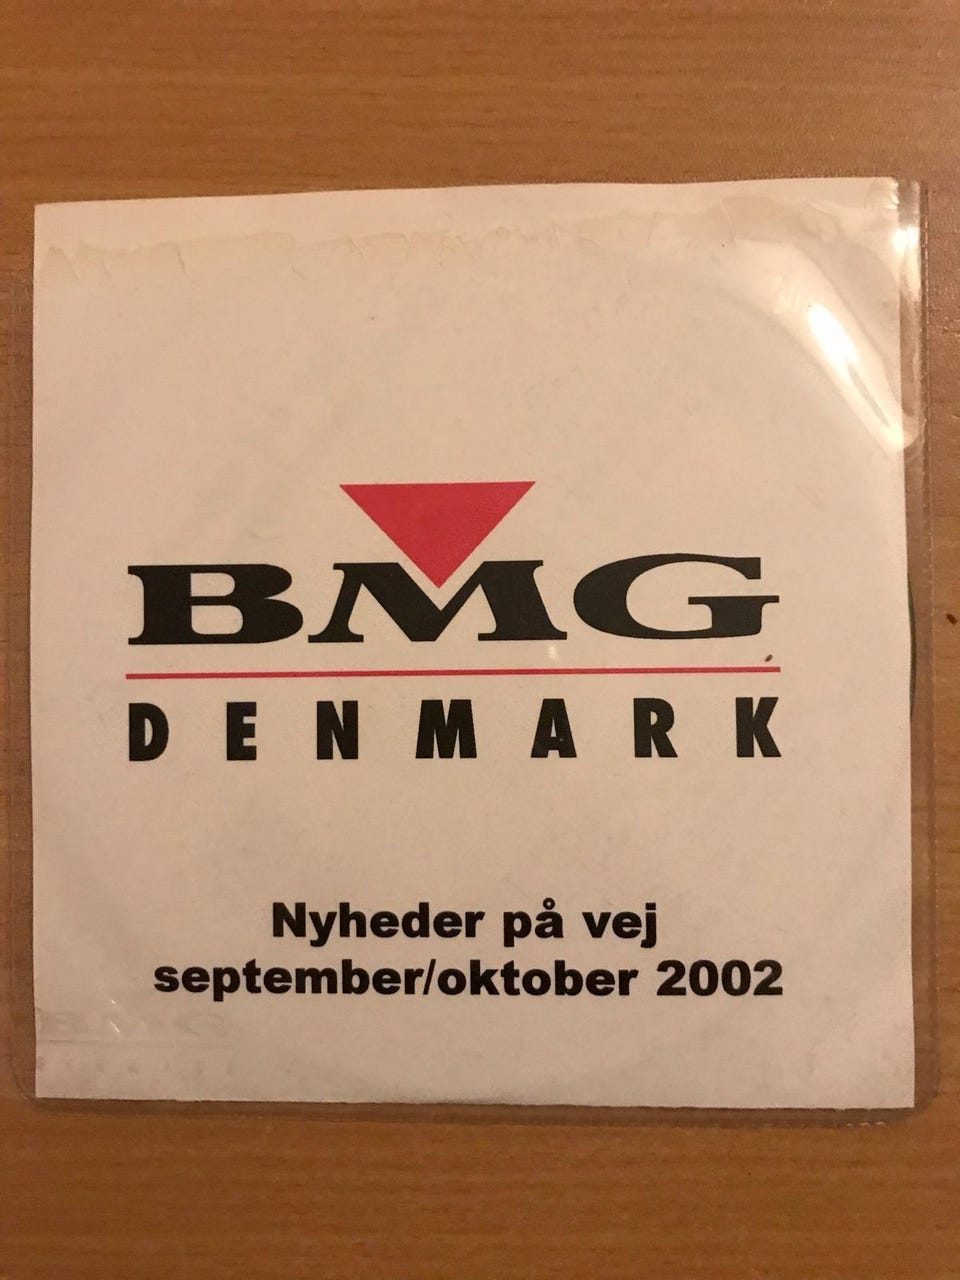 BMG
DENMARK
Nyheder på vej
september/oktober 2002